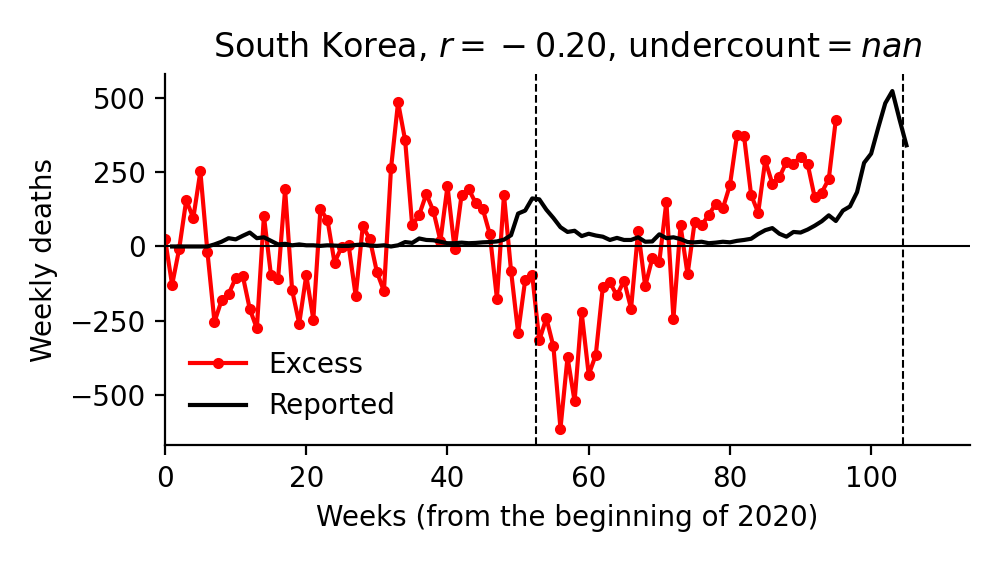 South Korea, r = −0.20, undercount = nan
500
250
0
−250
−500
Weekly deaths
Excess
Reported
0 20 40 60 80 100
Weeks (from the beginning of 2020)